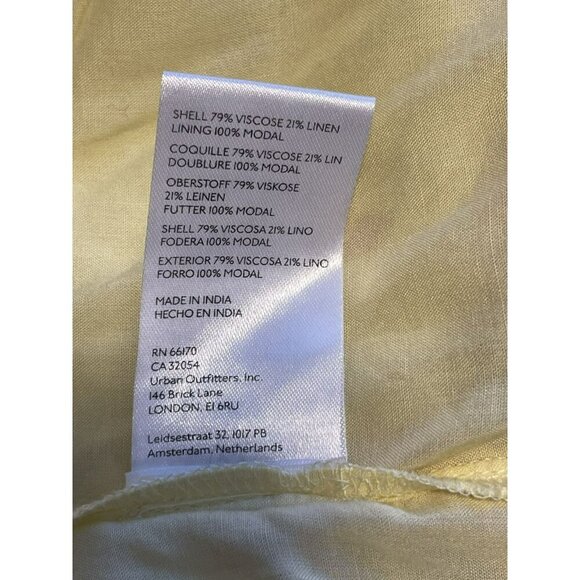 SHELL 79% VISCOSE 21% LINEN
LINING 100% MODAL
COQUILLE 79% VISCOSE 21% LIN
DOUBLURE 100% MODAL
OBERSTOFF 79% VISKOSE
21% LEINEN
FUTTER 100% MODAL
SHELL 79% VISCOSA 21% LINO
FODERA 100% MODAL
EXTERIOR 79% VISCOSA 21% LINO
FORRO 100% MODAL
MADE IN INDIA
HECHO EN INDIA
RN 66170
CA 32054
Urban Outfitters, Inc.
146 Brick Lane
LONDON, E1 6RU
Leidsestraat 32, 1017 PB
Amsterdam, Netherlands